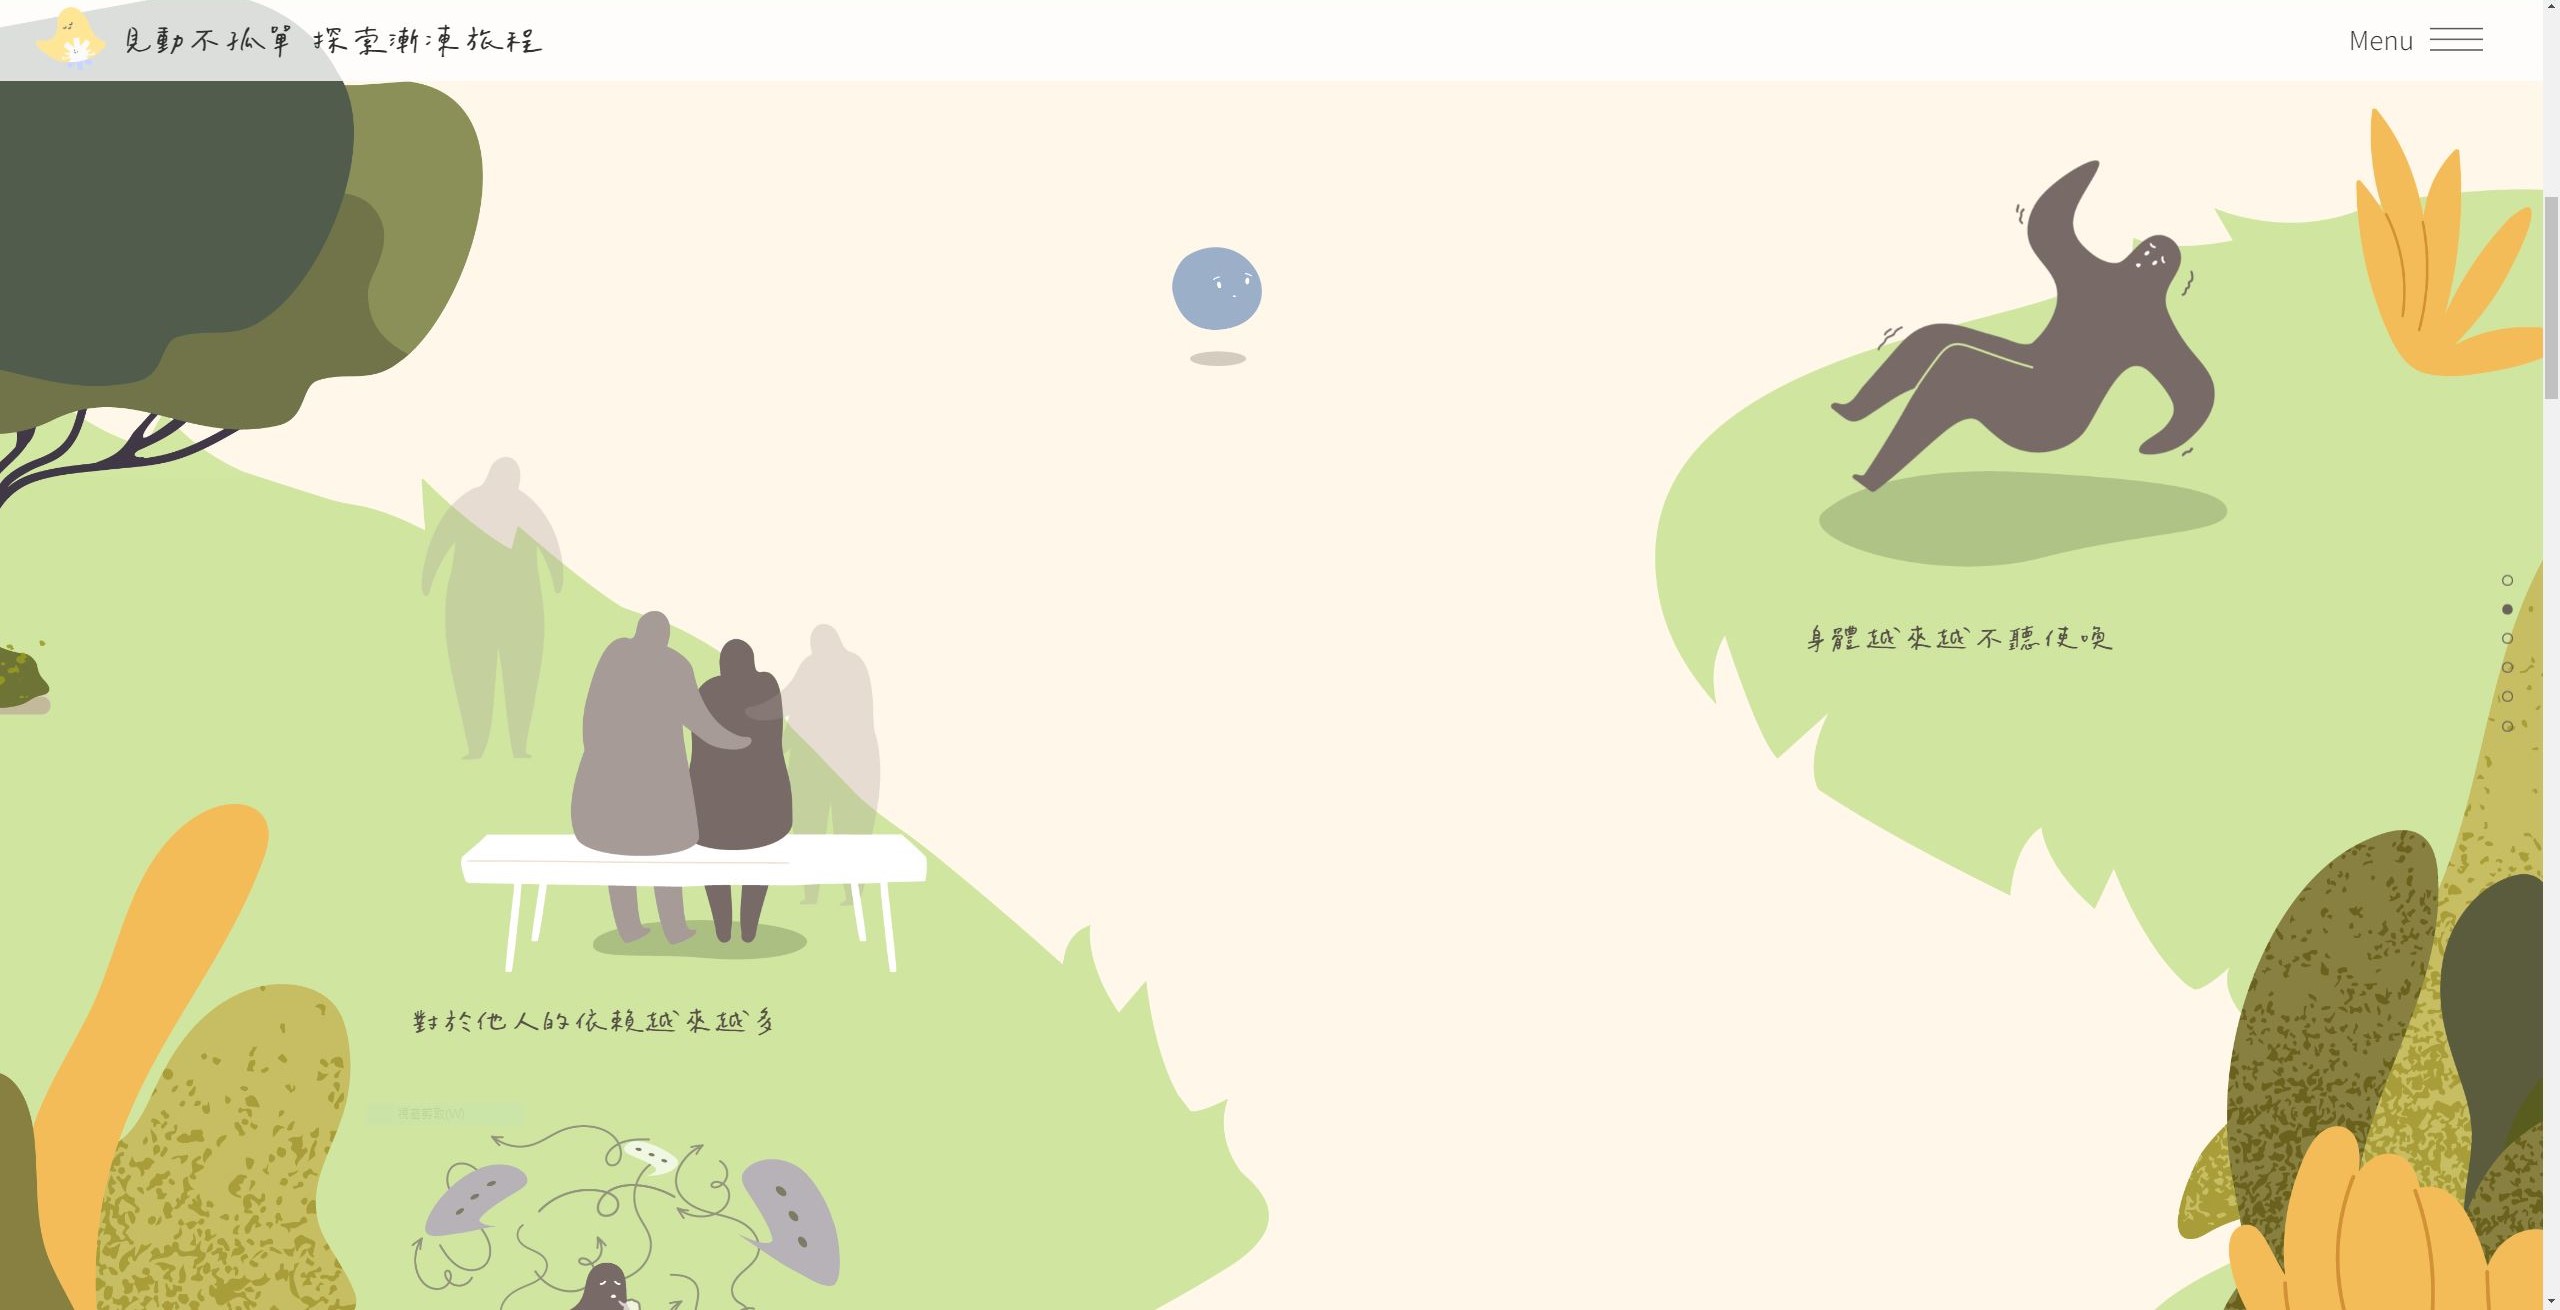 見動不孤單 探索漸凍旅程
Menu
身體越來越不聽使喚
對於他人的依賴越來越多